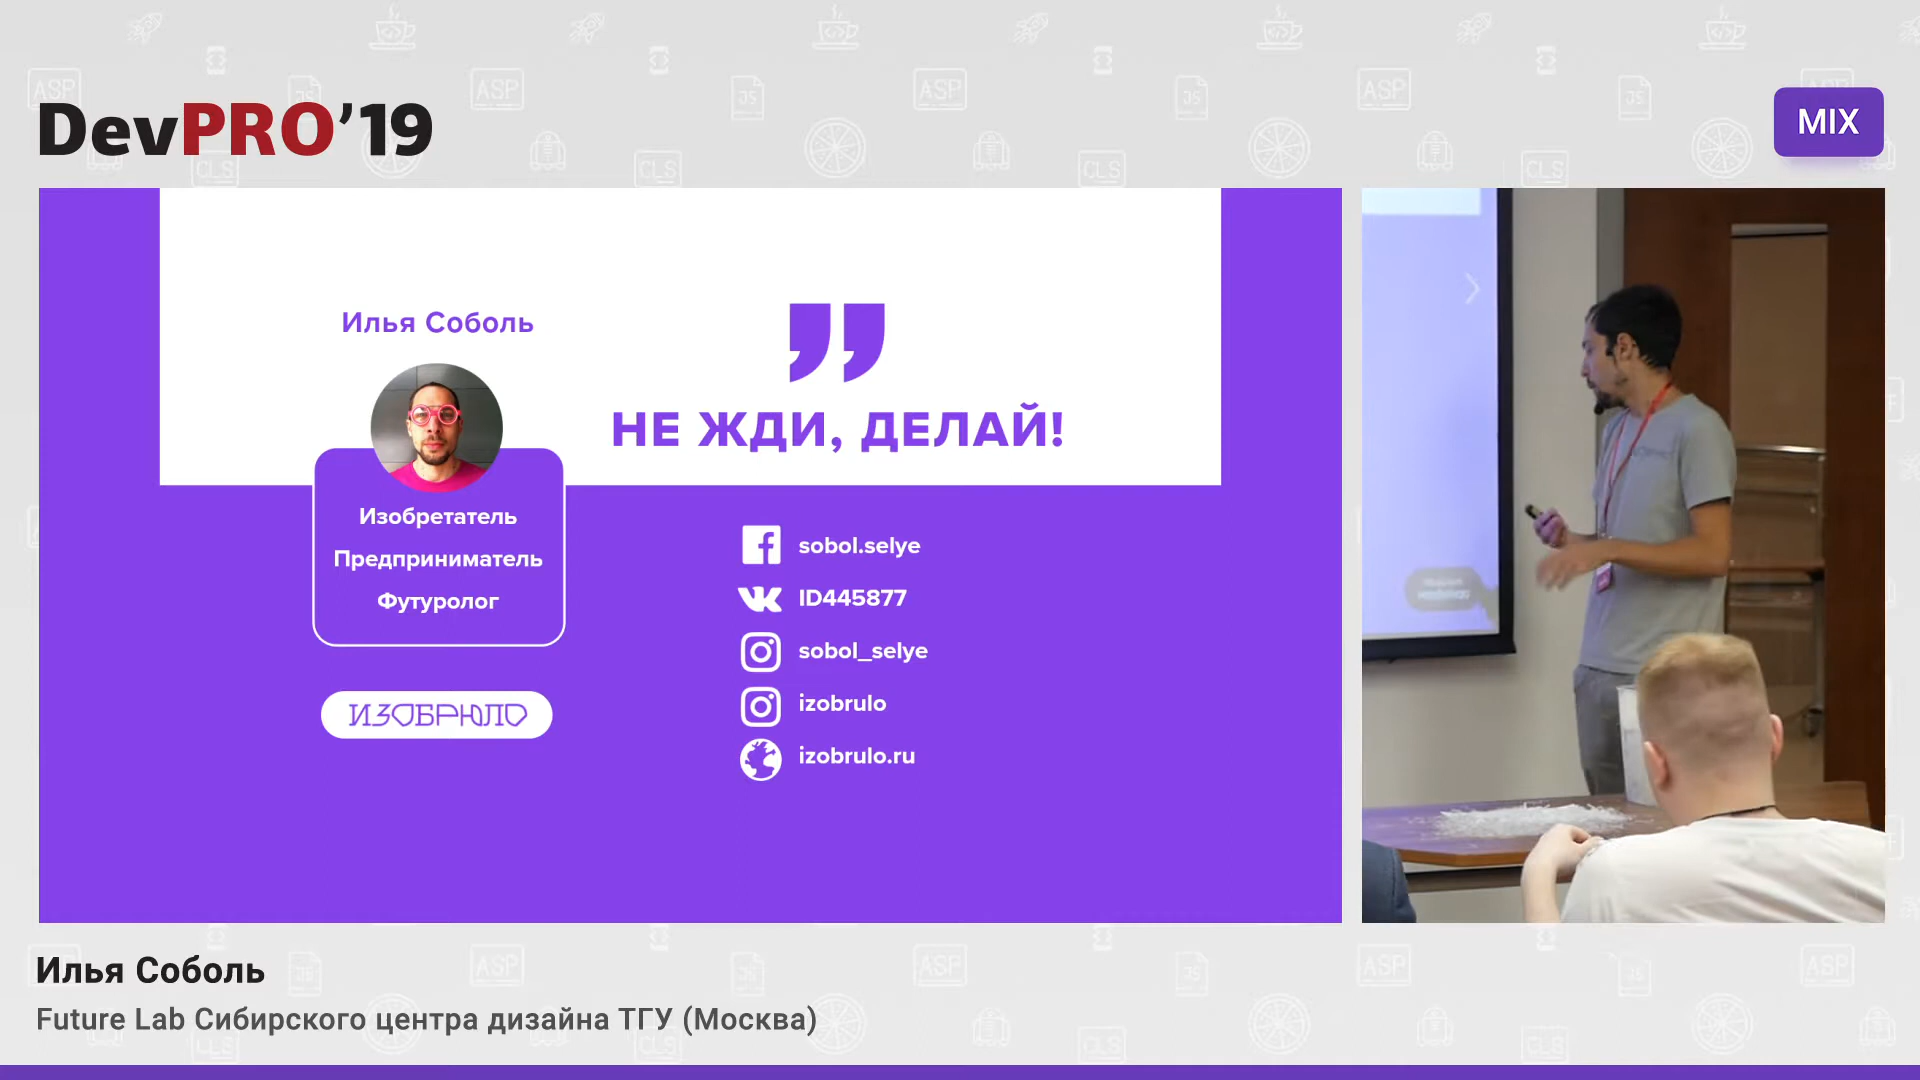 DevPRO’19
MIX
Илья Соболь
НЕ ЖДИ, ДЕЛАЙ!
Изобретатель
Предприниматель
Футуролог
ИЗОБРЮЛО
sobol.selye
ID445877
sobol_selye
izobrulo
izobrulo.ru
Илья Соболь
Future Lab Сибирского центра дизайна ТГУ (Москва)